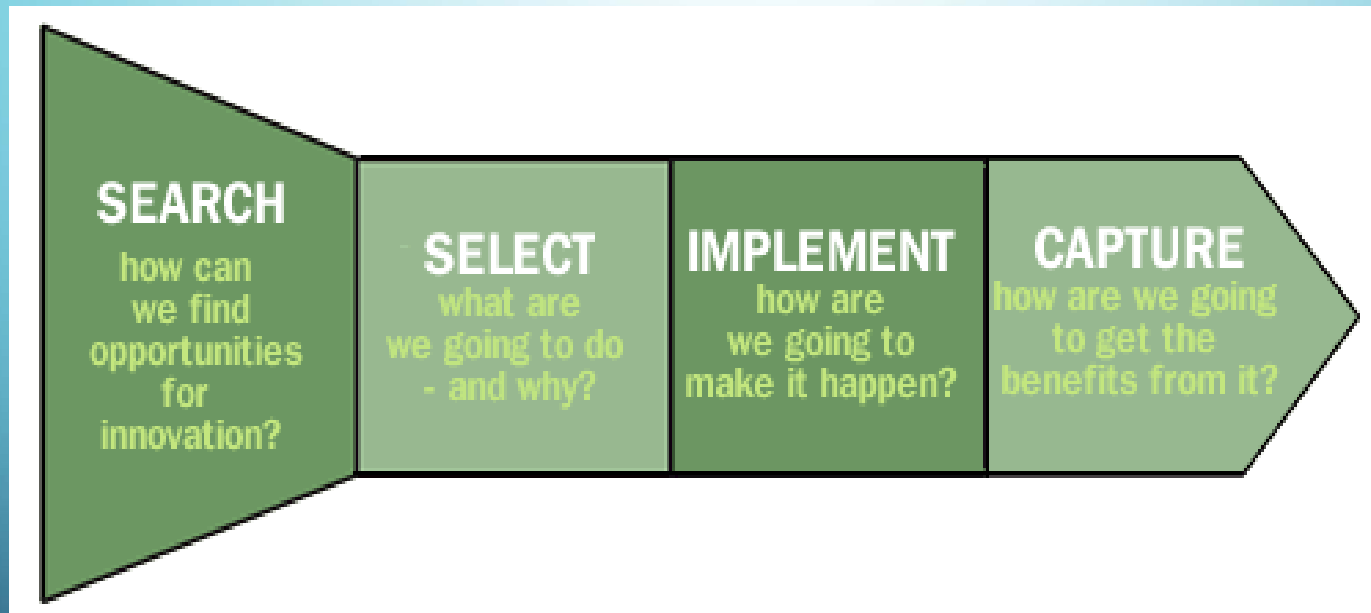 SEARCH
how can
we find
opportunities
for
innovation?
SELECT
what are
we going to do
- and why?
IMPLEMENT
how are
we going to
make it happen?
CAPTURE
how are we going
to get the
benefits from it?